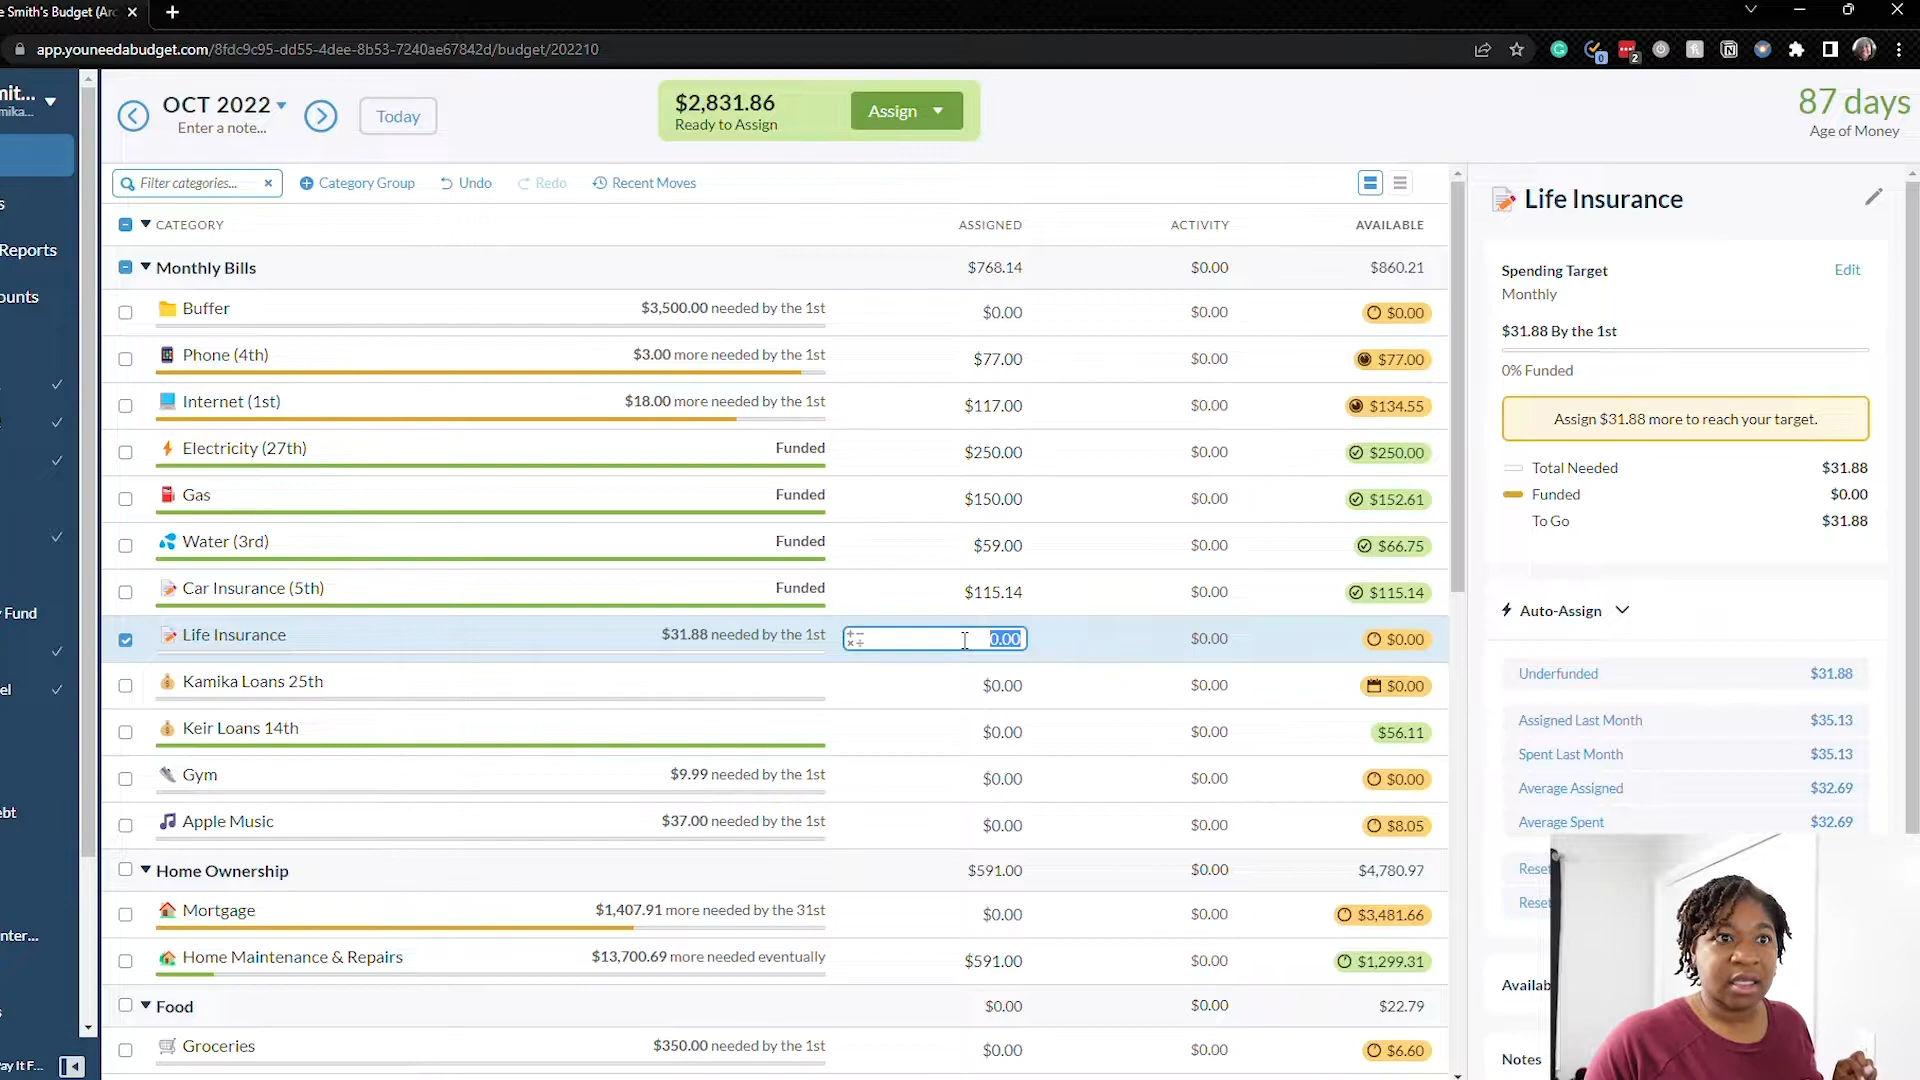 e Smith's Budget (Arc
app.youneedabudget.com/8fdc9c95-dd55-4dee-8b53-7240ae67842d/budget/202210
0
2
mit...
mika...
s
Reports
ounts
y Fund
el
ebt
nter...
s
Pay It F...
OCT 2022
Enter a note...
Today
$2,831.86
Ready to Assign
Assign
87 days
Age of Money
Filter categories...
Category Group
Undo
Redo
Recent Moves
CATEGORY ASSIGNED ACTIVITY AVAILABLE
Monthly Bills $768.14 $0.00 $860.21
Buffer $3,500.00 needed by the 1st $0.00 $0.00 $0.00
Phone (4th) $3.00 more needed by the 1st $77.00 $0.00 $77.00
Internet (1st) $18.00 more needed by the 1st $117.00 $0.00 $134.55
Electricity (27th) Funded $250.00 $0.00 $250.00
Gas Funded $150.00 $0.00 $152.61
Water (3rd) Funded $59.00 $0.00 $66.75
Car Insurance (5th) Funded $115.14 $0.00 $115.14
Life Insurance $31.88 needed by the 1st 0.00 $0.00 $0.00
Kamika Loans 25th $0.00 $0.00 $0.00
Keir Loans 14th $0.00 $0.00 $56.11
Gym $9.99 needed by the 1st $0.00 $0.00 $0.00
Apple Music $37.00 needed by the 1st $0.00 $0.00 $8.05
Home Ownership $591.00 $0.00 $4,780.97
Mortgage $1,407.91 more needed by the 31st $0.00 $0.00 $3,481.66
Home Maintenance & Repairs $13,700.69 more needed eventually $591.00 $0.00 $1,299.31
Food $0.00 $0.00 $22.79
Groceries $350.00 needed by the 1st $0.00 $0.00 $6.60
Life Insurance
Spending Target Edit
Monthly
$31.88 By the 1st
0% Funded
Assign $31.88 more to reach your target.
Total Needed $31.88
Funded $0.00
To Go $31.88
Auto-Assign
Underfunded $31.88
Assigned Last Month $35.13
Spent Last Month $35.13
Average Assigned $32.69
Average Spent $32.69
Reset
Reset
Availab
Notes